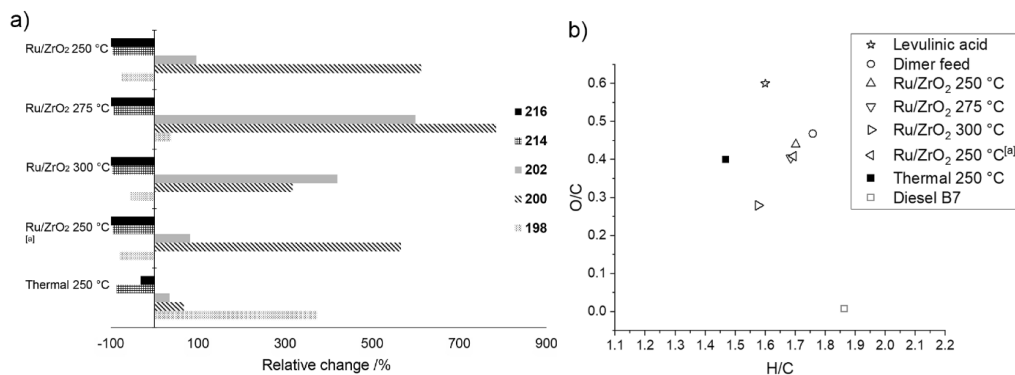 a)
Ru/ZrO₂ 250 °C
Ru/ZrO₂ 275 °C
Ru/ZrO₂ 300 °C
Ru/ZrO₂ 250 °C
[a]
Thermal 250 °C
216
214
202
200
198
-100 100 300 500 700 900
Relative change /%
b)
O/C
0.6
0.5
0.4
0.3
0.2
0.1
0.0
1.1 1.2 1.3 1.4 1.5 1.6 1.7 1.8 1.9 2.0 2.1 2.2
H/C
Levulinic acid
Dimer feed
Ru/ZrO₂ 250 °C
Ru/ZrO₂ 275 °C
Ru/ZrO₂ 300 °C
Ru/ZrO₂ 250 °C[a]
Thermal 250 °C
Diesel B7